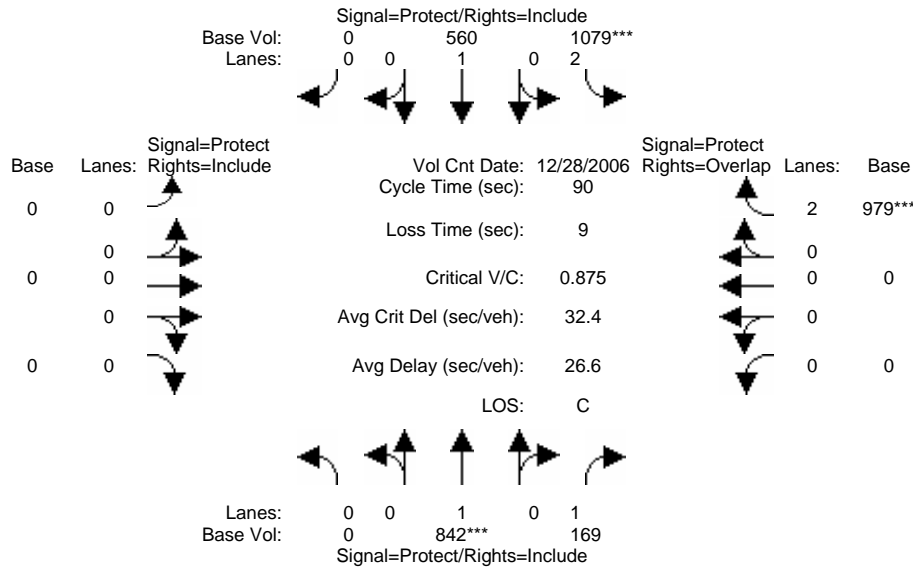 Signal=Protect/Rights=Include
Base Vol: 0 560 1079***
Lanes: 0 0 1 0 2
Signal=Protect Signal=Protect
Base Lanes: Rights=Include Vol Cnt Date: 12/28/2006 Rights=Overlap Lanes: Base
Cycle Time (sec): 90
0 0 2 979***
Loss Time (sec): 9
0 0
0 0 Critical V/C: 0.875 0 0
0 Avg Crit Del (sec/veh): 32.4 0
0 0 Avg Delay (sec/veh): 26.6 0 0
LOS: C
Lanes: 0 0 1 0 1
Base Vol: 0 842*** 169
Signal=Protect/Rights=Include